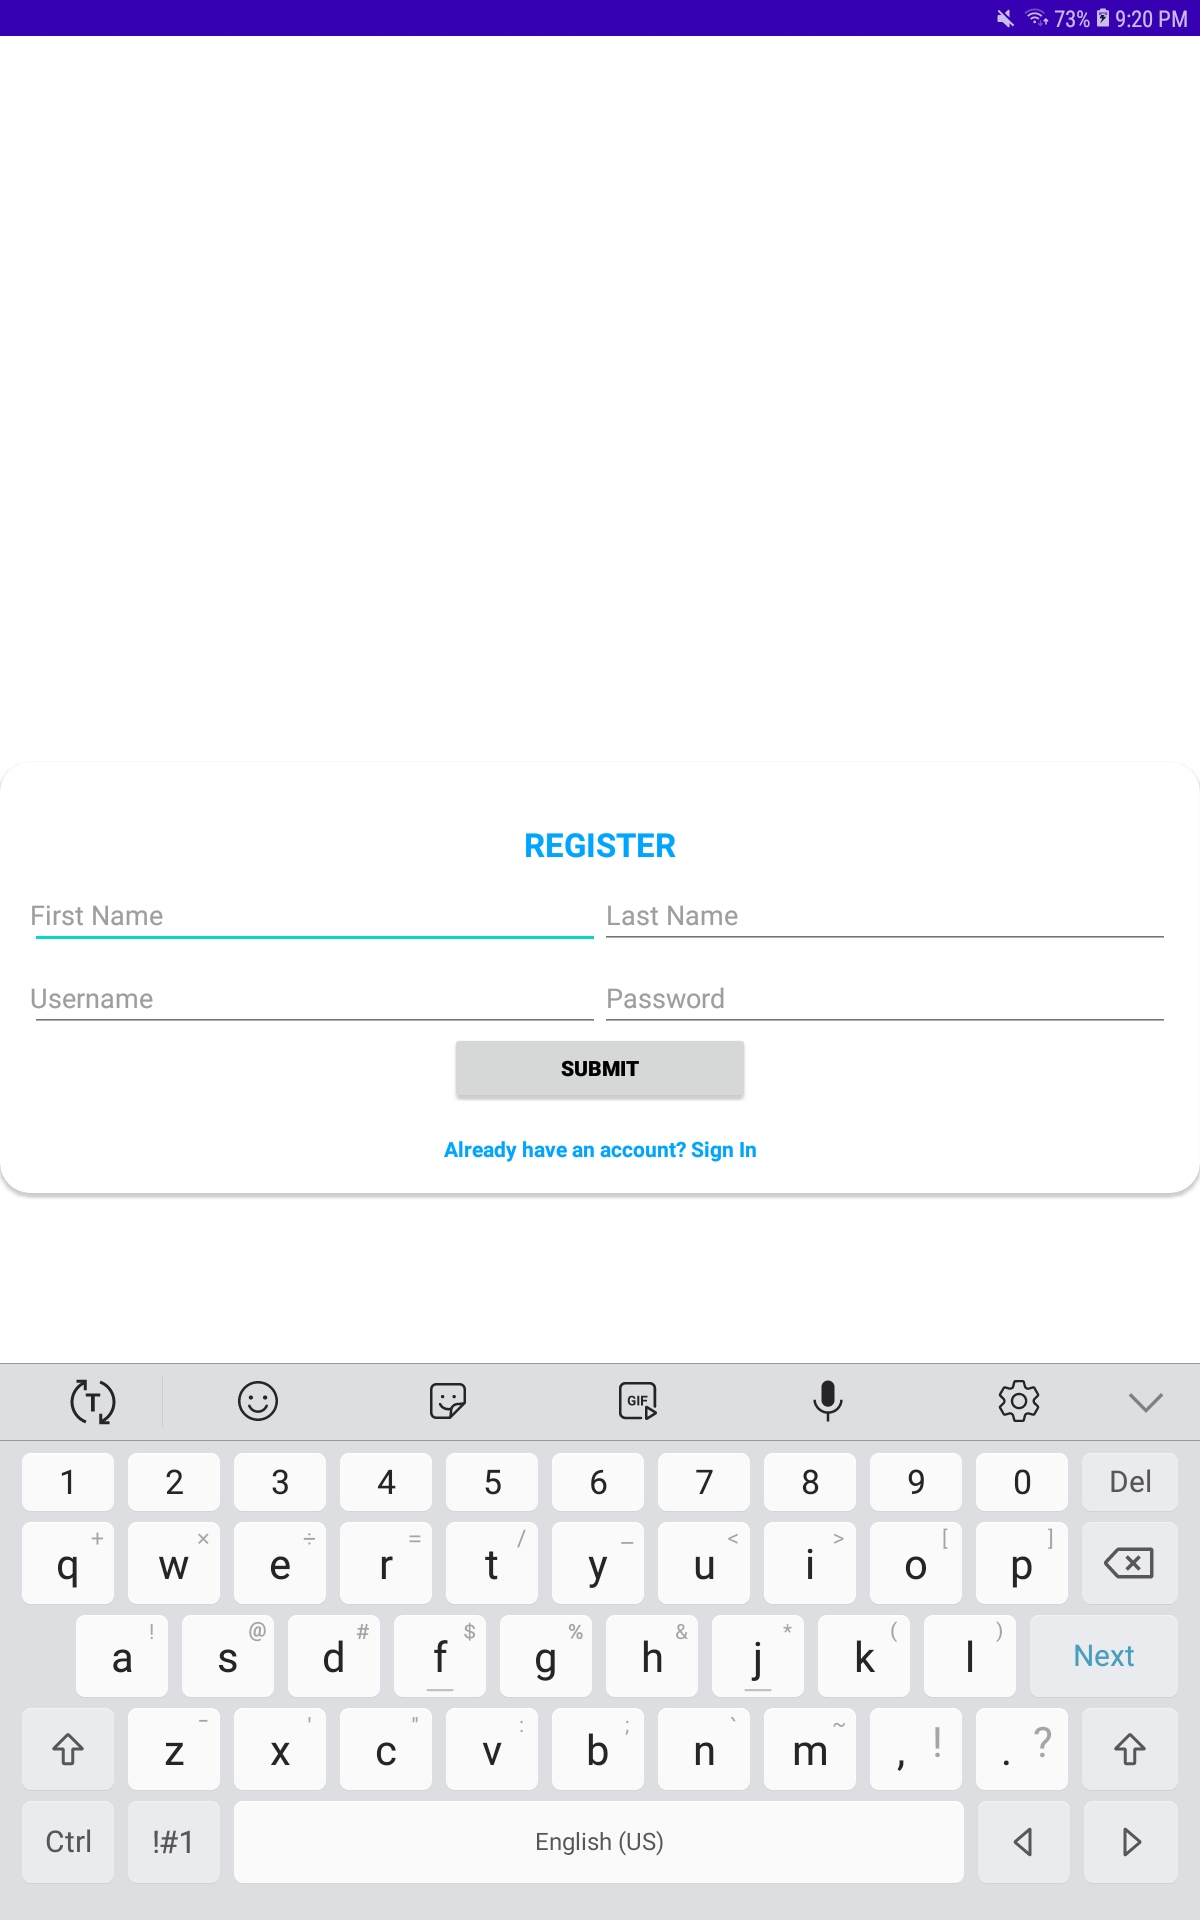 73% 9:20 PM
REGISTER
First Name Last Name
Username Password
SUBMIT
Already have an account? Sign In
T GIF
1 2 3 4 5 6 7 8 9 0 Del
q + w × e ÷ r = t / y _ u < i > o [ p ]
a ! s @ d # f $ g % h & j * k ( l ) Next
z - x ' c " v : b ; n ` m ~ , ! . ?
Ctrl !#1 English (US)